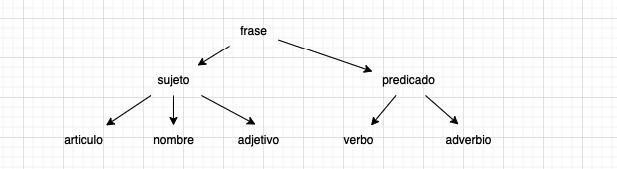 frase
sujeto predicado
articulo nombre adjetivo verbo adverbio